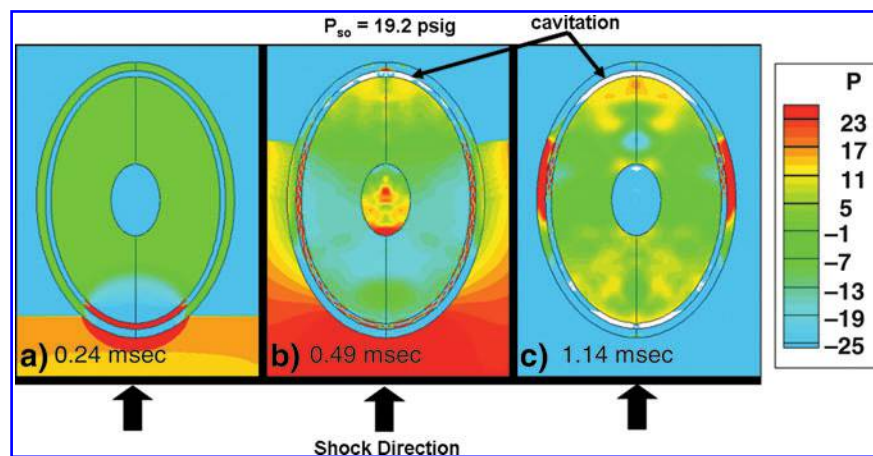 P_so = 19.2 psig
cavitation
P
23
17
11
5
−1
−7
−13
−19
−25
a) 0.24 msec
b) 0.49 msec
c) 1.14 msec
Shock Direction